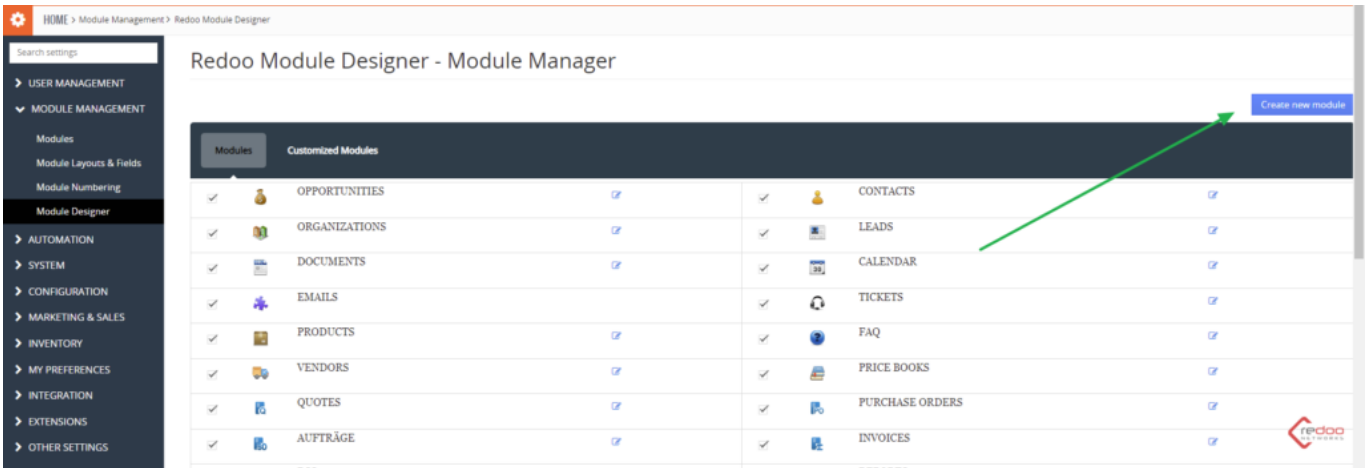 HOME > Module Management > Redoo Module Designer
Search settings
USER MANAGEMENT
MODULE MANAGEMENT
Modules
Module Layouts & Fields
Module Numbering
Module Designer
AUTOMATION
SYSTEM
CONFIGURATION
MARKETING & SALES
INVENTORY
MY PREFERENCES
INTEGRATION
EXTENSIONS
OTHER SETTINGS
Redoo Module Designer - Module Manager
Create new module
Modules Customized Modules
OPPORTUNITIES CONTACTS
ORGANIZATIONS LEADS
DOCUMENTS CALENDAR
EMAILS TICKETS
PRODUCTS FAQ
VENDORS PRICE BOOKS
QUOTES PURCHASE ORDERS
AUFTRÄGE INVOICES
redoo
NETWORKS